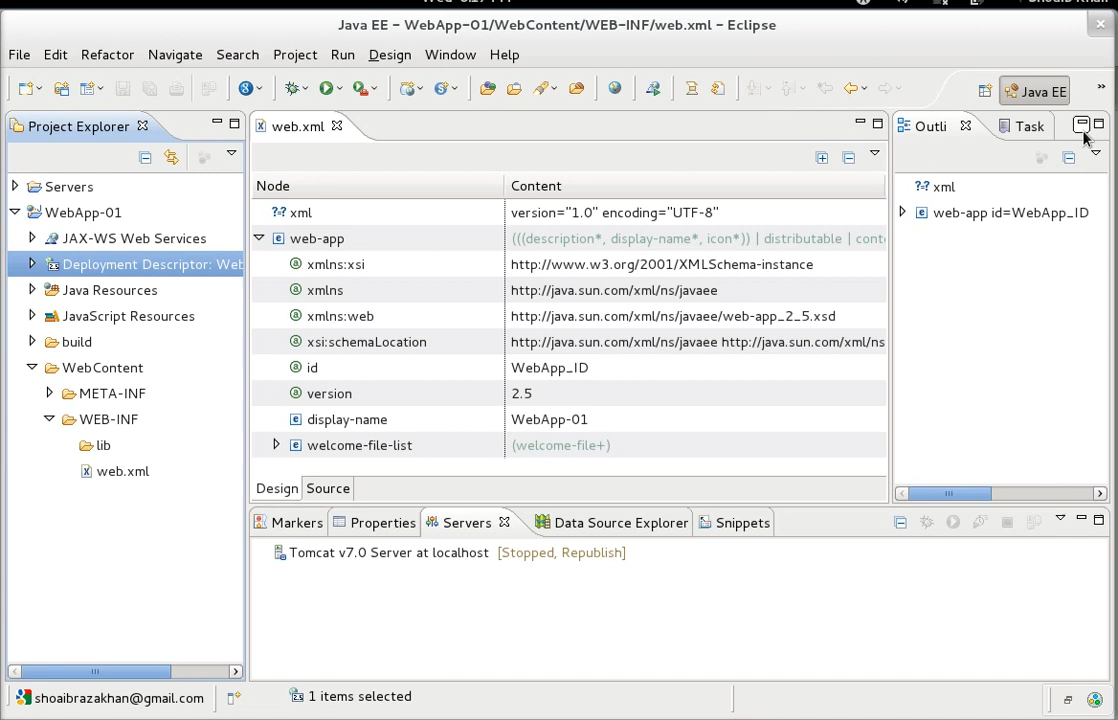 Java EE - WebApp-01/WebContent/WEB-INF/web.xml - Eclipse
File Edit Refactor Navigate Search Project Run Design Window Help
Java EE
Project Explorer
Servers
WebApp-01
JAX-WS Web Services
Deployment Descriptor: Web
Java Resources
JavaScript Resources
build
WebContent
META-INF
WEB-INF
lib
web.xml
web.xml
Node Content
xml version="1.0" encoding="UTF-8"
web-app (((description*, display-name*, icon*)) | distributable | conte
xmlns:xsi http://www.w3.org/2001/XMLSchema-instance
xmlns http://java.sun.com/xml/ns/javaee
xmlns:web http://java.sun.com/xml/ns/javaee/web-app_2_5.xsd
xsi:schemaLocation http://java.sun.com/xml/ns/javaee http://java.sun.com/xml/ns
id WebApp_ID
version 2.5
display-name WebApp-01
welcome-file-list (welcome-file+)
Design Source
Outli Task
xml
web-app id=WebApp_ID
Markers Properties Servers Data Source Explorer Snippets
Tomcat v7.0 Server at localhost [Stopped, Republish]
shoaibrazakhan@gmail.com
1 items selected